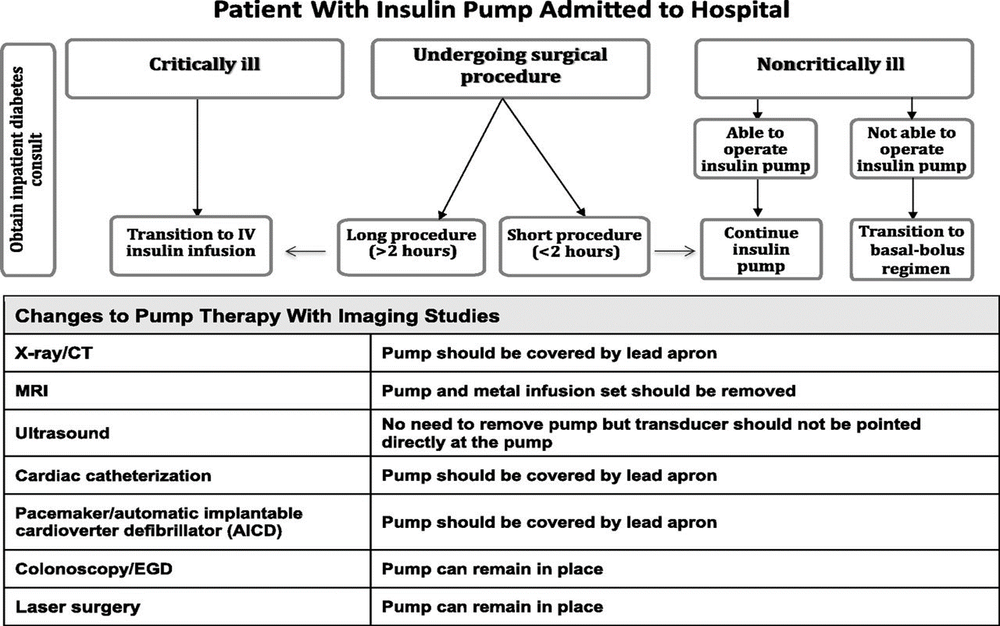 Patient With Insulin Pump Admitted to Hospital
Obtain inpatient diabetes
consult
Critically ill
Undergoing surgical
procedure
Noncritically ill
Able to
operate
insulin pump
Not able to
operate
insulin pump
Transition to IV
insulin infusion
Long procedure
(>2 hours)
Short procedure
(<2 hours)
Continue
insulin
pump
Transition to
basal-bolus
regimen
Changes to Pump Therapy With Imaging Studies
X-ray/CT
Pump should be covered by lead apron
MRI
Pump and metal infusion set should be removed
Ultrasound
No need to remove pump but transducer should not be pointed
directly at the pump
Cardiac catheterization
Pump should be covered by lead apron
Pacemaker/automatic implantable
cardioverter defibrillator (AICD)
Pump should be covered by lead apron
Colonoscopy/EGD
Pump can remain in place
Laser surgery
Pump can remain in place